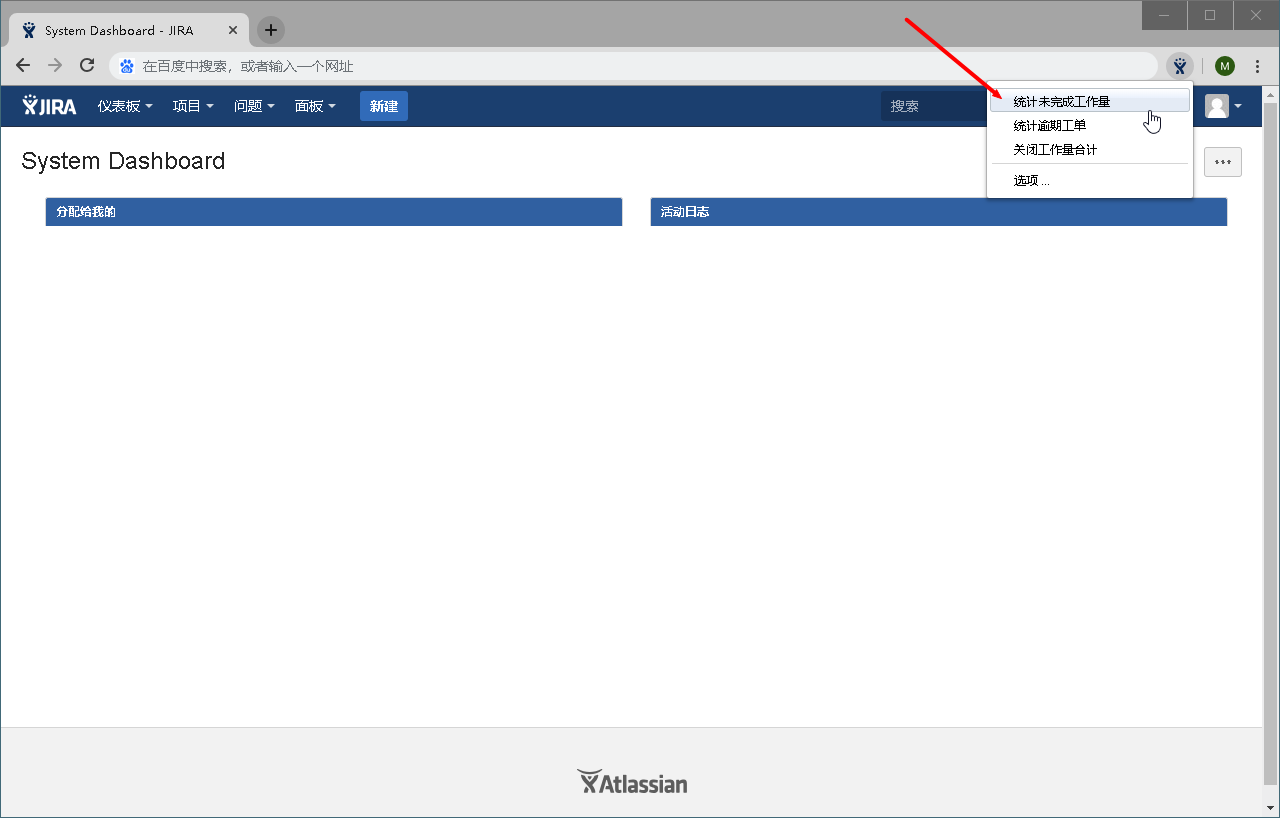 System Dashboard - JIRA
在百度中搜索，或者输入一个网址
M
JIRA 仪表板 项目 问题 面板 新建 搜索
统计未完成工作量
统计逾期工单
关闭工作量合计
选项 ...
System Dashboard
分配给我的
活动日志
Atlassian